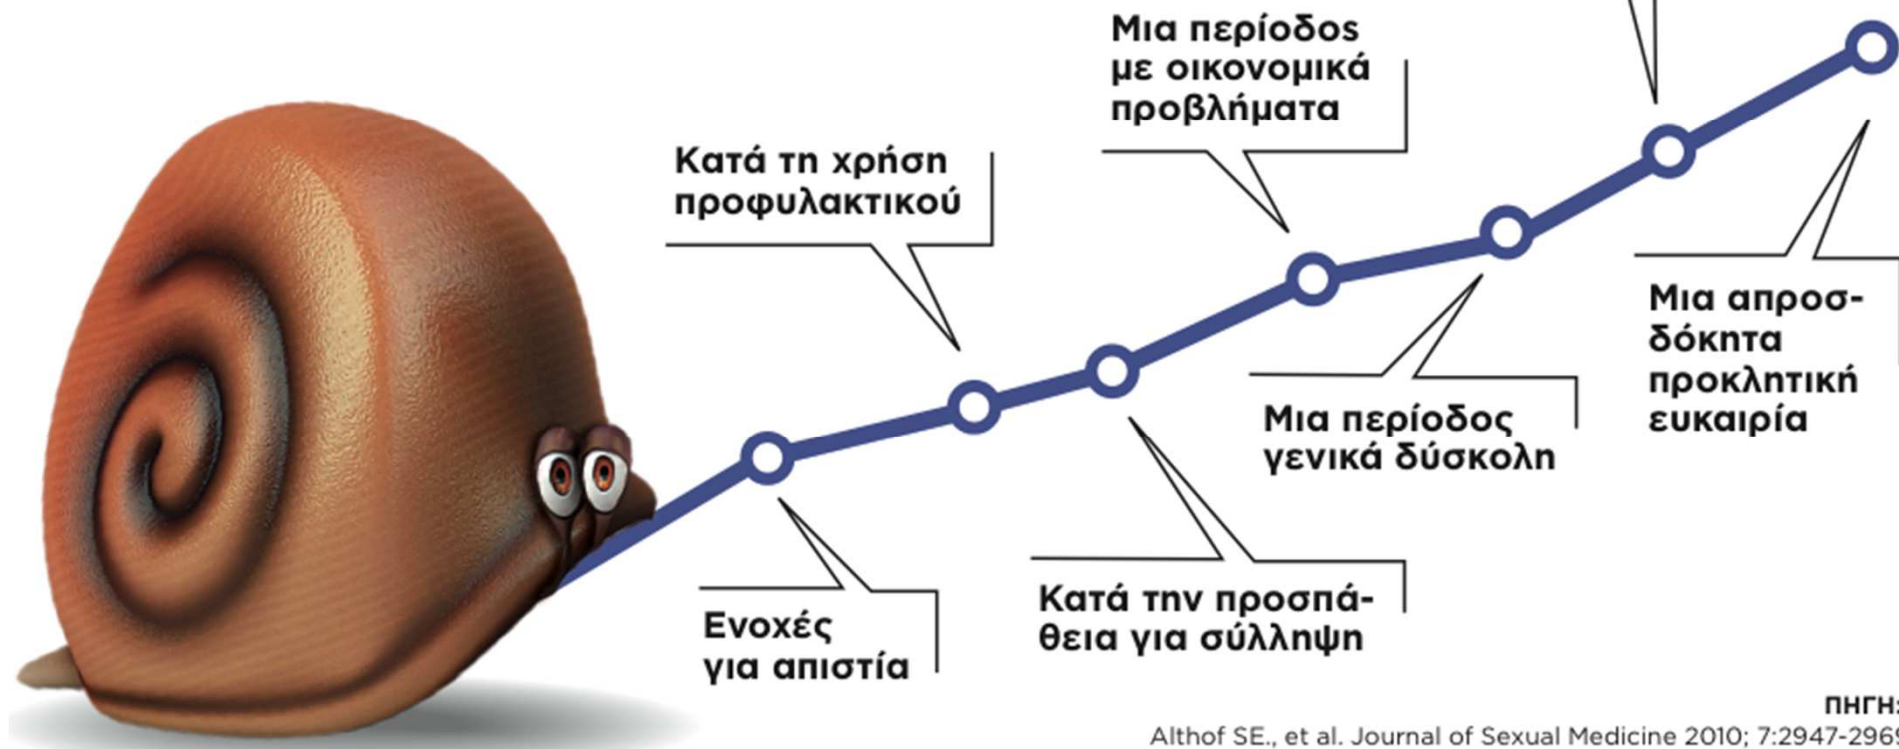 Μια περίοδος
με οικονομικά
προβλήματα
Κατά τη χρήση
προφυλακτικού
Μια απροσ-
δόκητα
προκλητική
ευκαιρία
Μια περίοδος
γενικά δύσκολη
Ενοχές
για απιστία
Κατά την προσπά-
θεια για σύλληψη
ΠΗΓΗ:
Althof SE., et al. Journal of Sexual Medicine 2010; 7:2947-296